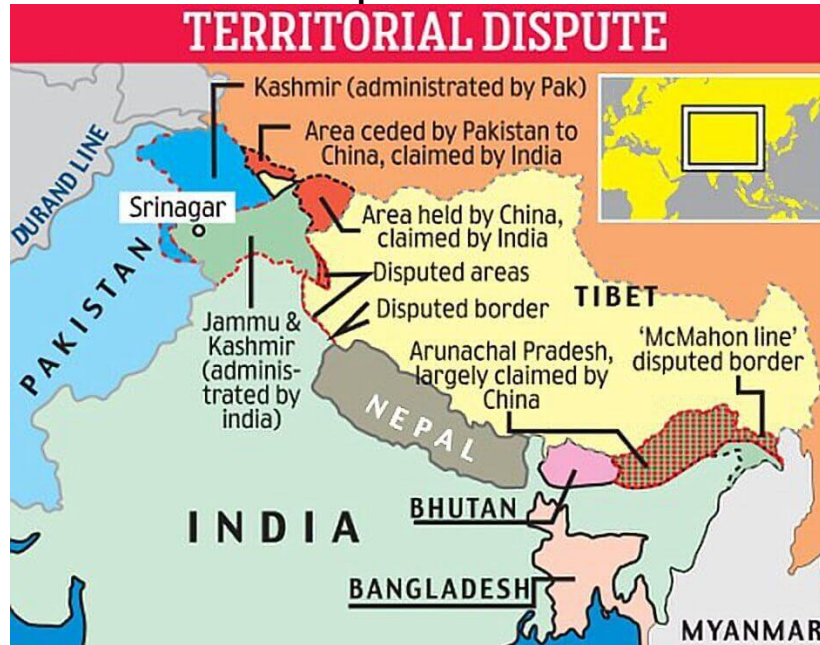 TERRITORIAL DISPUTE
Kashmir (administrated by Pak)
Area ceded by Pakistan to
China, claimed by India
DURAND LINE
Srinagar
Area held by China,
claimed by India
Disputed areas
Disputed border
TIBET
PAKISTAN
Jammu &
Kashmir
(adminis-
trated by
india)
Arunachal Pradesh,
largely claimed by
China
'McMahon line'
disputed border
NEPAL
INDIA
BHUTAN
BANGLADESH
MYANMAR